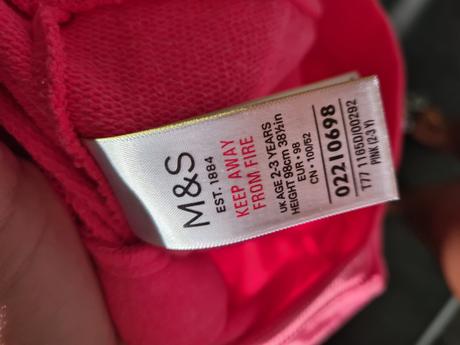 M&S
EST. 1884
KEEP AWAY
FROM FIRE
UK AGE 2-3 YEARS
HEIGHT 98cm 38½in
EUR • 98
CN • 100/52
02210698
T77 1185D/00292
PINK (2-3 Y)